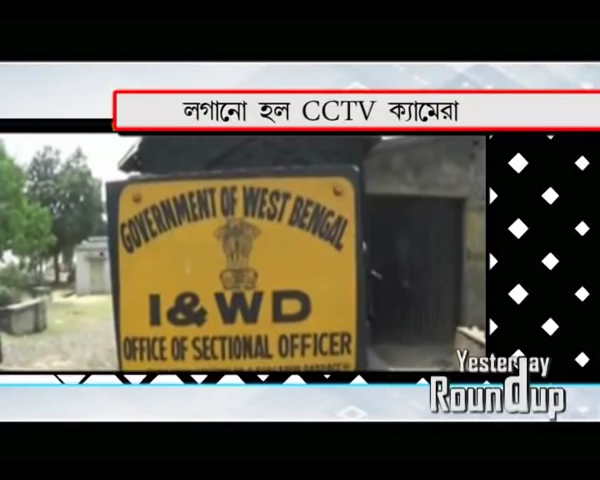 লগানো হল CCTV ক্যামেরা
GOVERNMENT OF WEST BENGAL
I&WD
OFFICE OF SECTIONAL OFFICER
Yesterday
Roundup